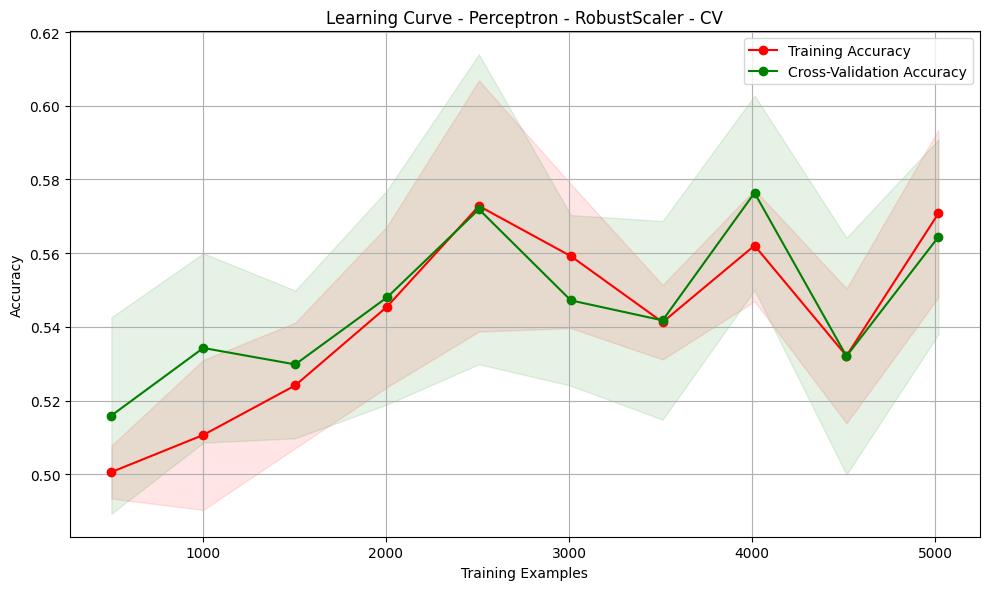 Learning Curve - Perceptron - RobustScaler - CV
Training Accuracy
Cross-Validation Accuracy
Accuracy
0.62
0.60
0.58
0.56
0.54
0.52
0.50
1000 2000 3000 4000 5000
Training Examples